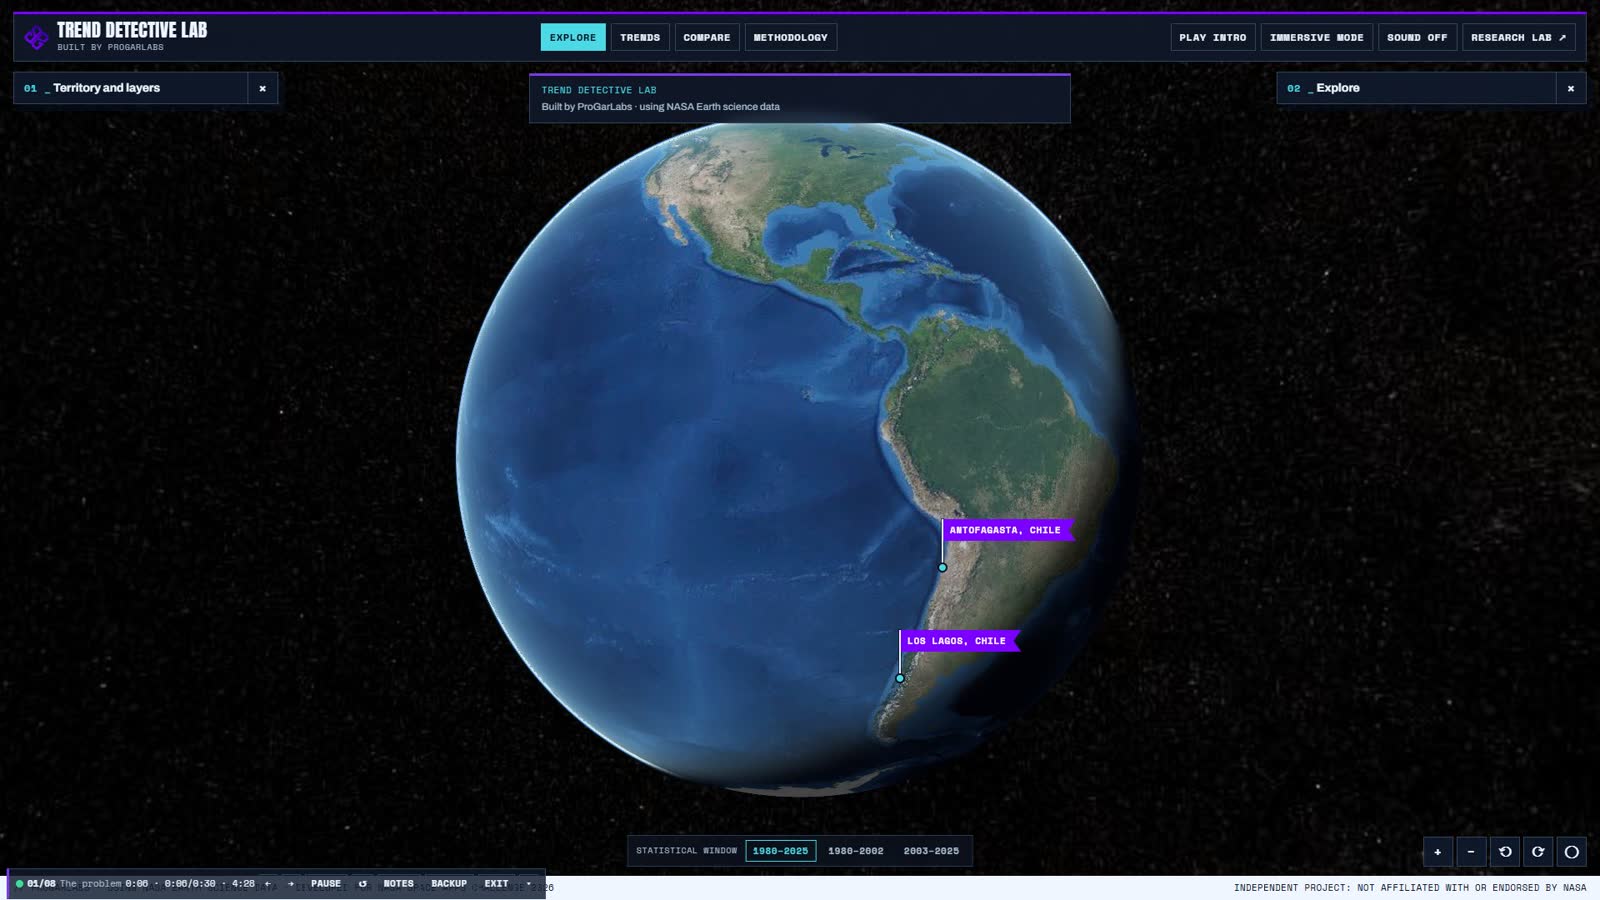 TREND DETECTIVE LAB
BUILT BY PROGARLABS
EXPLORE
TRENDS
COMPARE
METHODOLOGY
PLAY INTRO
IMMERSIVE MODE
SOUND OFF
RESEARCH LAB ↗
01 _ Territory and layers ×
TREND DETECTIVE LAB
Built by ProGarLabs · using NASA Earth science data
02 _ Explore ×
ANTOFAGASTA, CHILE
LOS LAGOS, CHILE
STATISTICAL WINDOW 1980–2025 1980–2002 2003–2025
+ −
01/08 The problem 0:06 · 0:06/0:30 · 4:28 ← → PAUSE ↺ NOTES BACKUP EXIT
INDEPENDENT PROJECT: NOT AFFILIATED WITH OR ENDORSED BY NASA